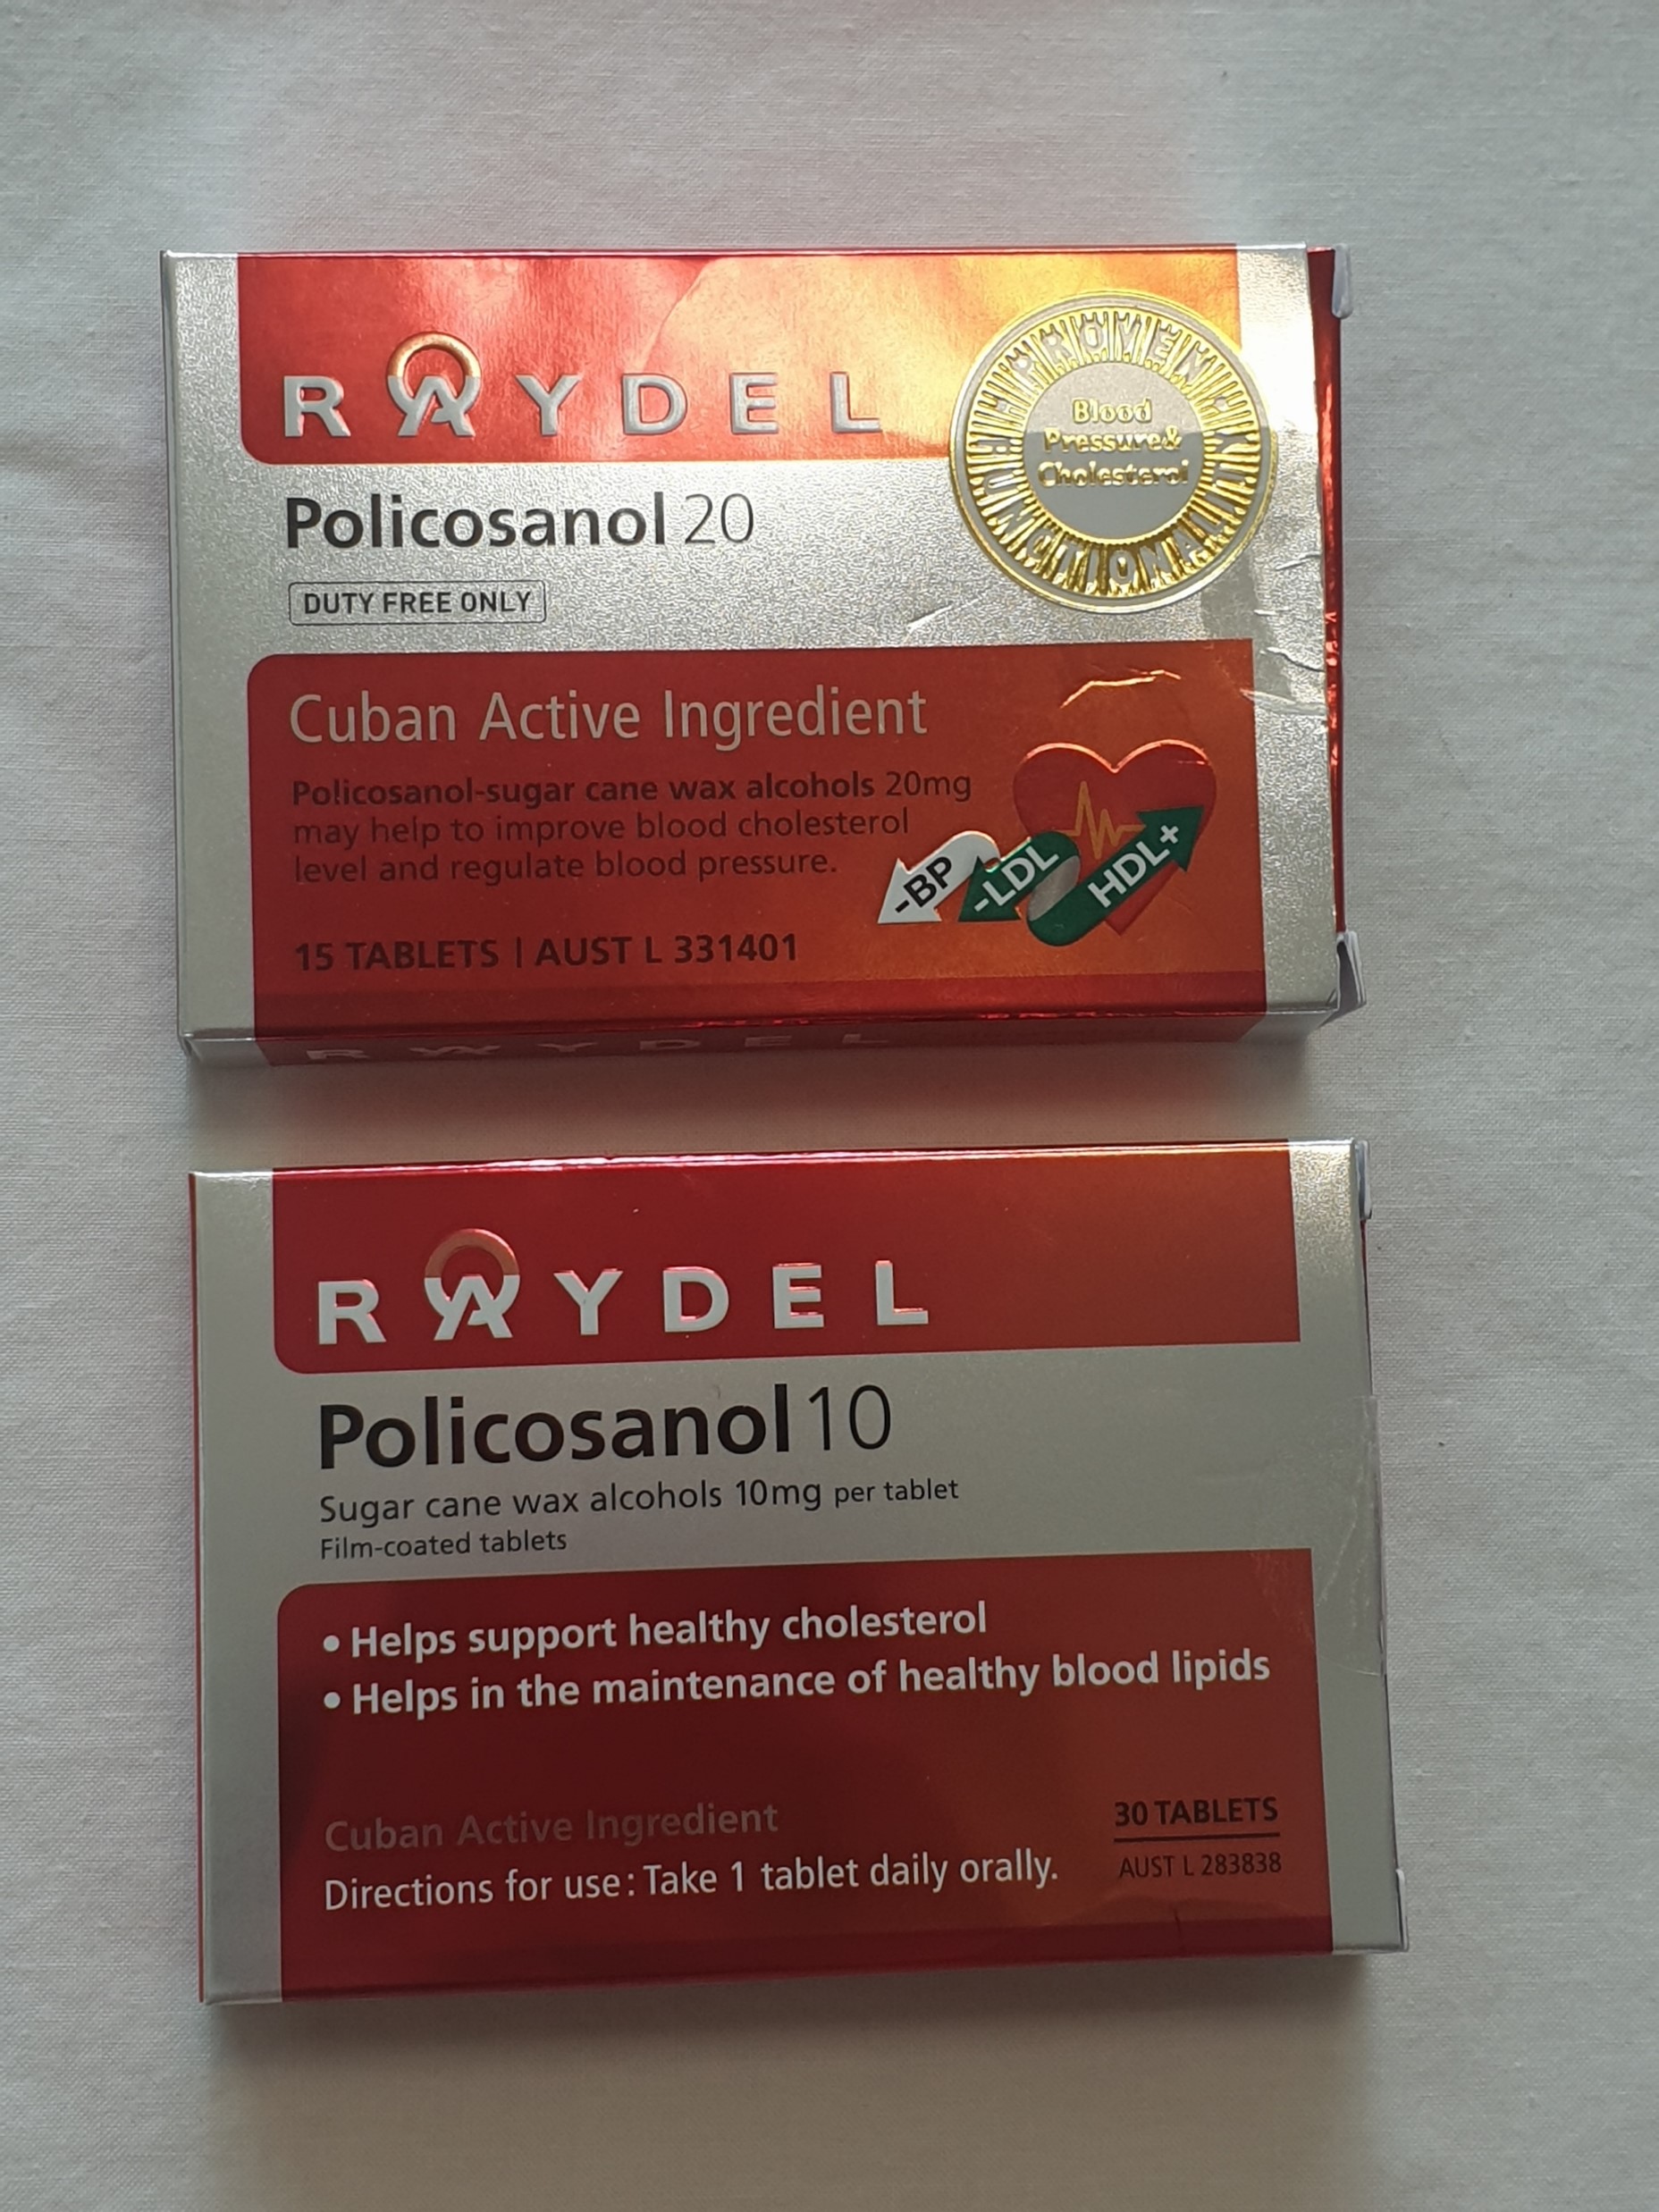 RAYDEL
PROVEN
Blood
Pressure&
Cholesterol
FUNCTIONALITY
Policosanol 20
DUTY FREE ONLY
Cuban Active Ingredient
Policosanol-sugar cane wax alcohols 20mg
may help to improve blood cholesterol
level and regulate blood pressure.
-BP
-LDL
HDL+
15 TABLETS | AUST L 331401
RAYDEL
RAYDEL
Policosanol 10
Sugar cane wax alcohols 10mg per tablet
Film-coated tablets
• Helps support healthy cholesterol
• Helps in the maintenance of healthy blood lipids
Cuban Active Ingredient
Directions for use: Take 1 tablet daily orally.
30 TABLETS
AUST L 283838